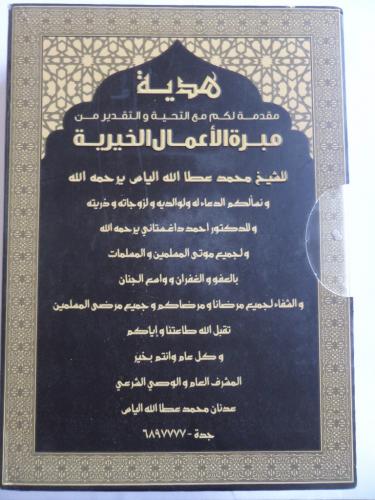 هدية
مقدمة لكم مع التحية والتقدير من
مبرة الأعمال الخيرية
للشيخ محمد عطا الله الياس يرحمه الله
و نسألكم الدعاء له ولوالديه و لزوجاته و ذريته
و للدكتور أحمد داغستاني يرحمه الله
و لجميع موتى المسلمين و المسلمات
بالعفو و الغفران و واسع الجنان
و الشفاء لجميع مرضانا و مرضاكم و جميع مرضى المسلمين
تقبل الله طاعتنا و إياكم
و كل عام وأنتم بخير
المشرف العام و الوصي الشرعي
عدنان محمد عطا الله الياس
جدة - ٦٨٩٧٧٧٧